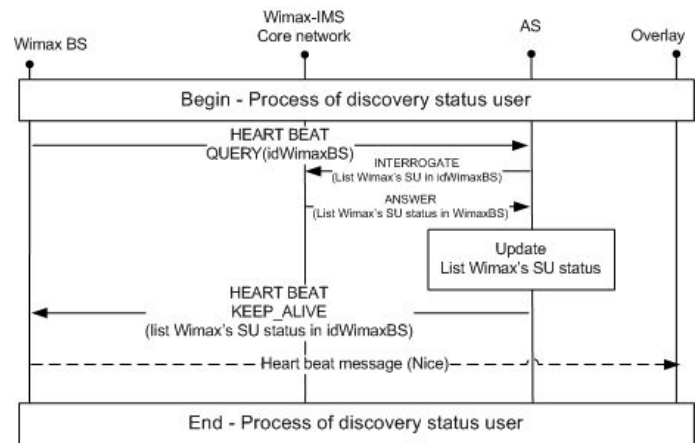 Wimax-IMS
Core network
Wimax BS
AS
Overlay
Begin - Process of discovery status user
HEART BEAT
QUERY(idWimaxBS)
INTERROGATE
(List Wimax's SU in idWimaxBS)
ANSWER
(List Wimax's SU status in WimaxBS)
Update
List Wimax's SU status
HEART BEAT
KEEP_ALIVE
(list Wimax's SU status in idWimaxBS)
Heart beat message (Nice)
End - Process of discovery status user